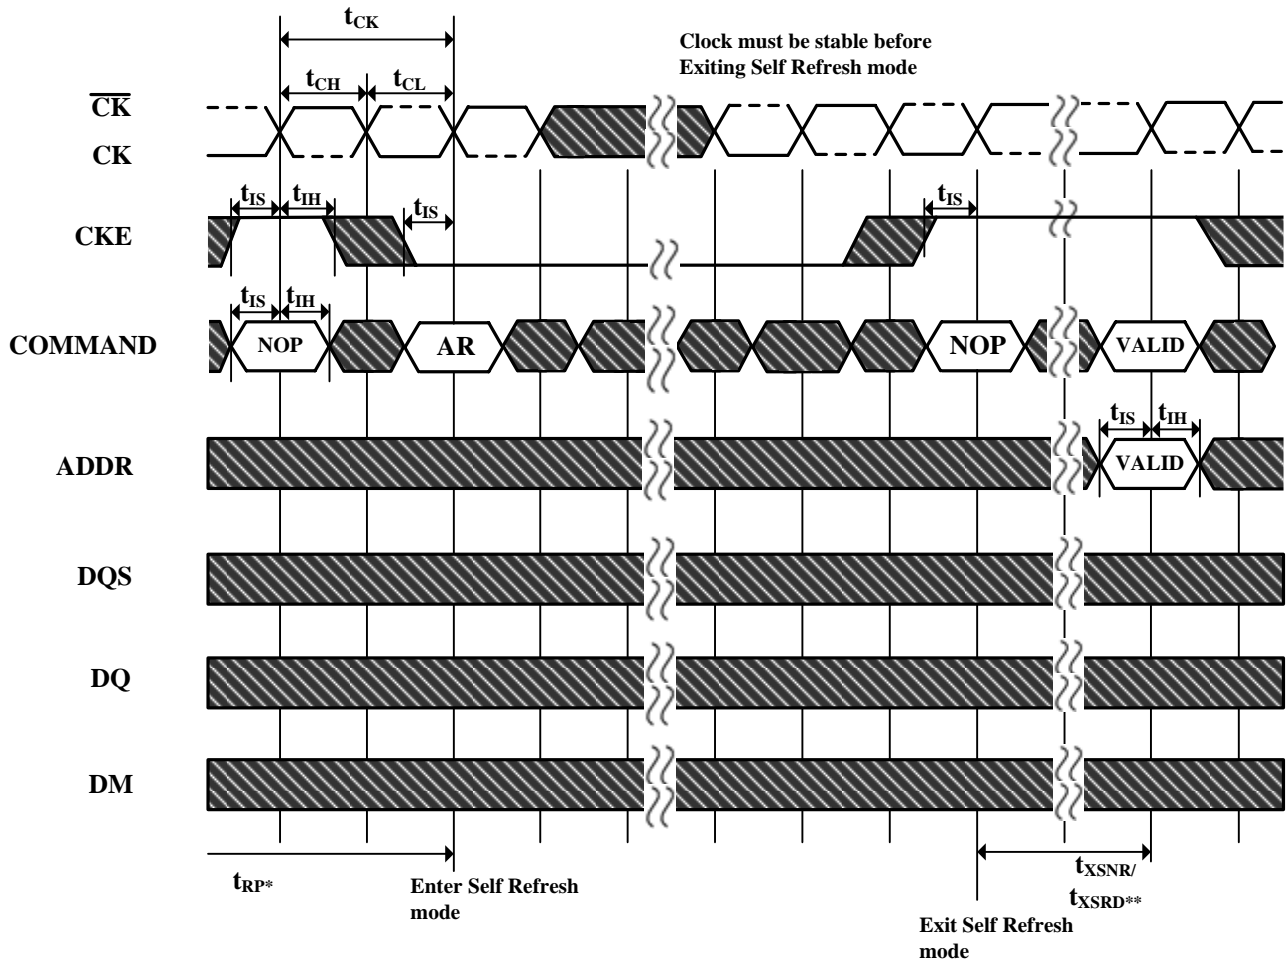 tCK
Clock must be stable before
Exiting Self Refresh mode
tCH tCL
CK
CK
tIS tIH tIS tIS
CKE
tIS tIH
COMMAND NOP AR NOP VALID
tIS tIH
ADDR VALID
DQS
DQ
DM
tRP*
Enter Self Refresh
mode
tXSNR/
tXSRD**
Exit Self Refresh
mode